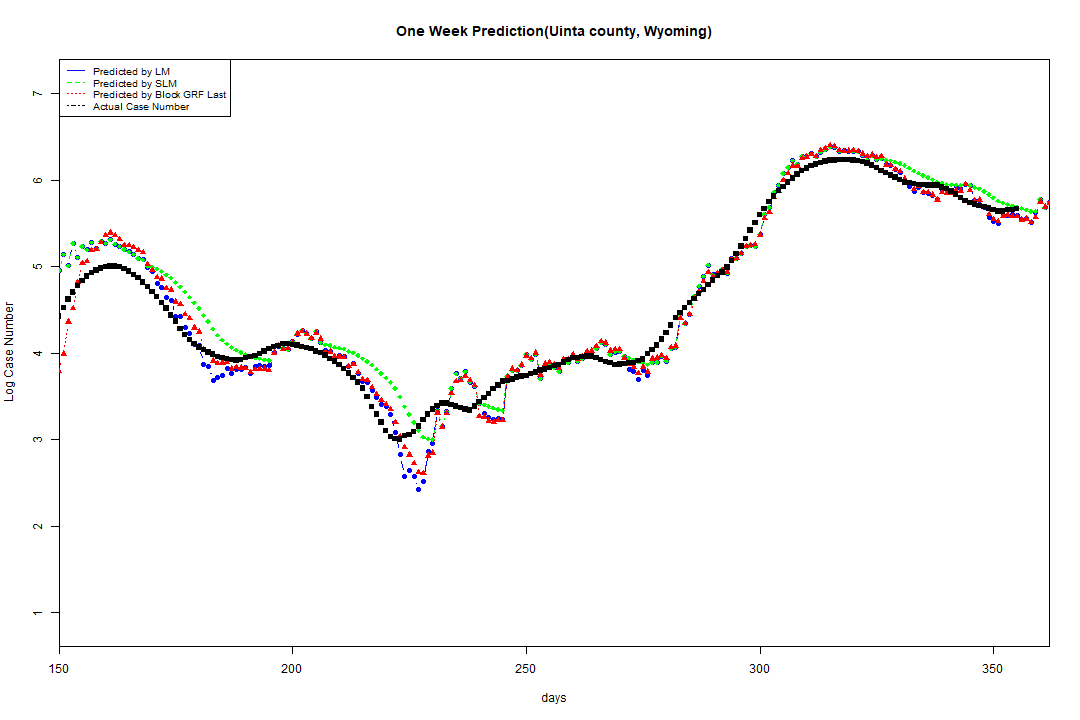 One Week Prediction(Uinta county, Wyoming)
Predicted by LM
Predicted by SLM
Predicted by Block GRF Last
Actual Case Number
7
6
5
4
3
2
1
Log Case Number
150
200
250
300
350
days